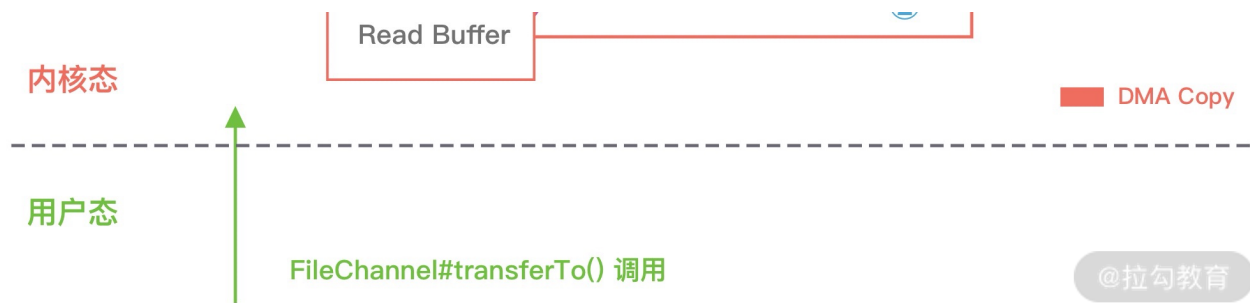 Read Buffer
内核态
DMA Copy
用户态
FileChannel#transferTo() 调用
@拉勾教育